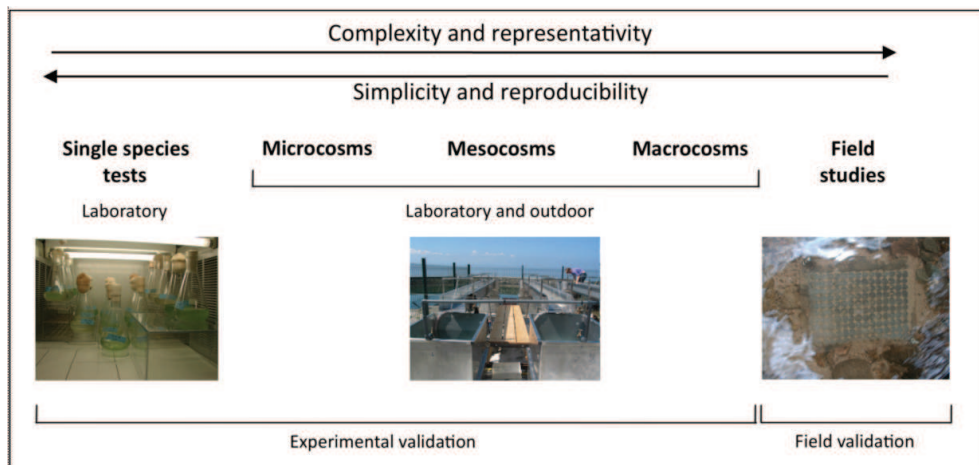 Complexity and representativity
Simplicity and reproducibility
Single species
tests
Microcosms
Mesocosms
Macrocosms
Field
studies
Laboratory
Laboratory and outdoor
Experimental validation
Field validation